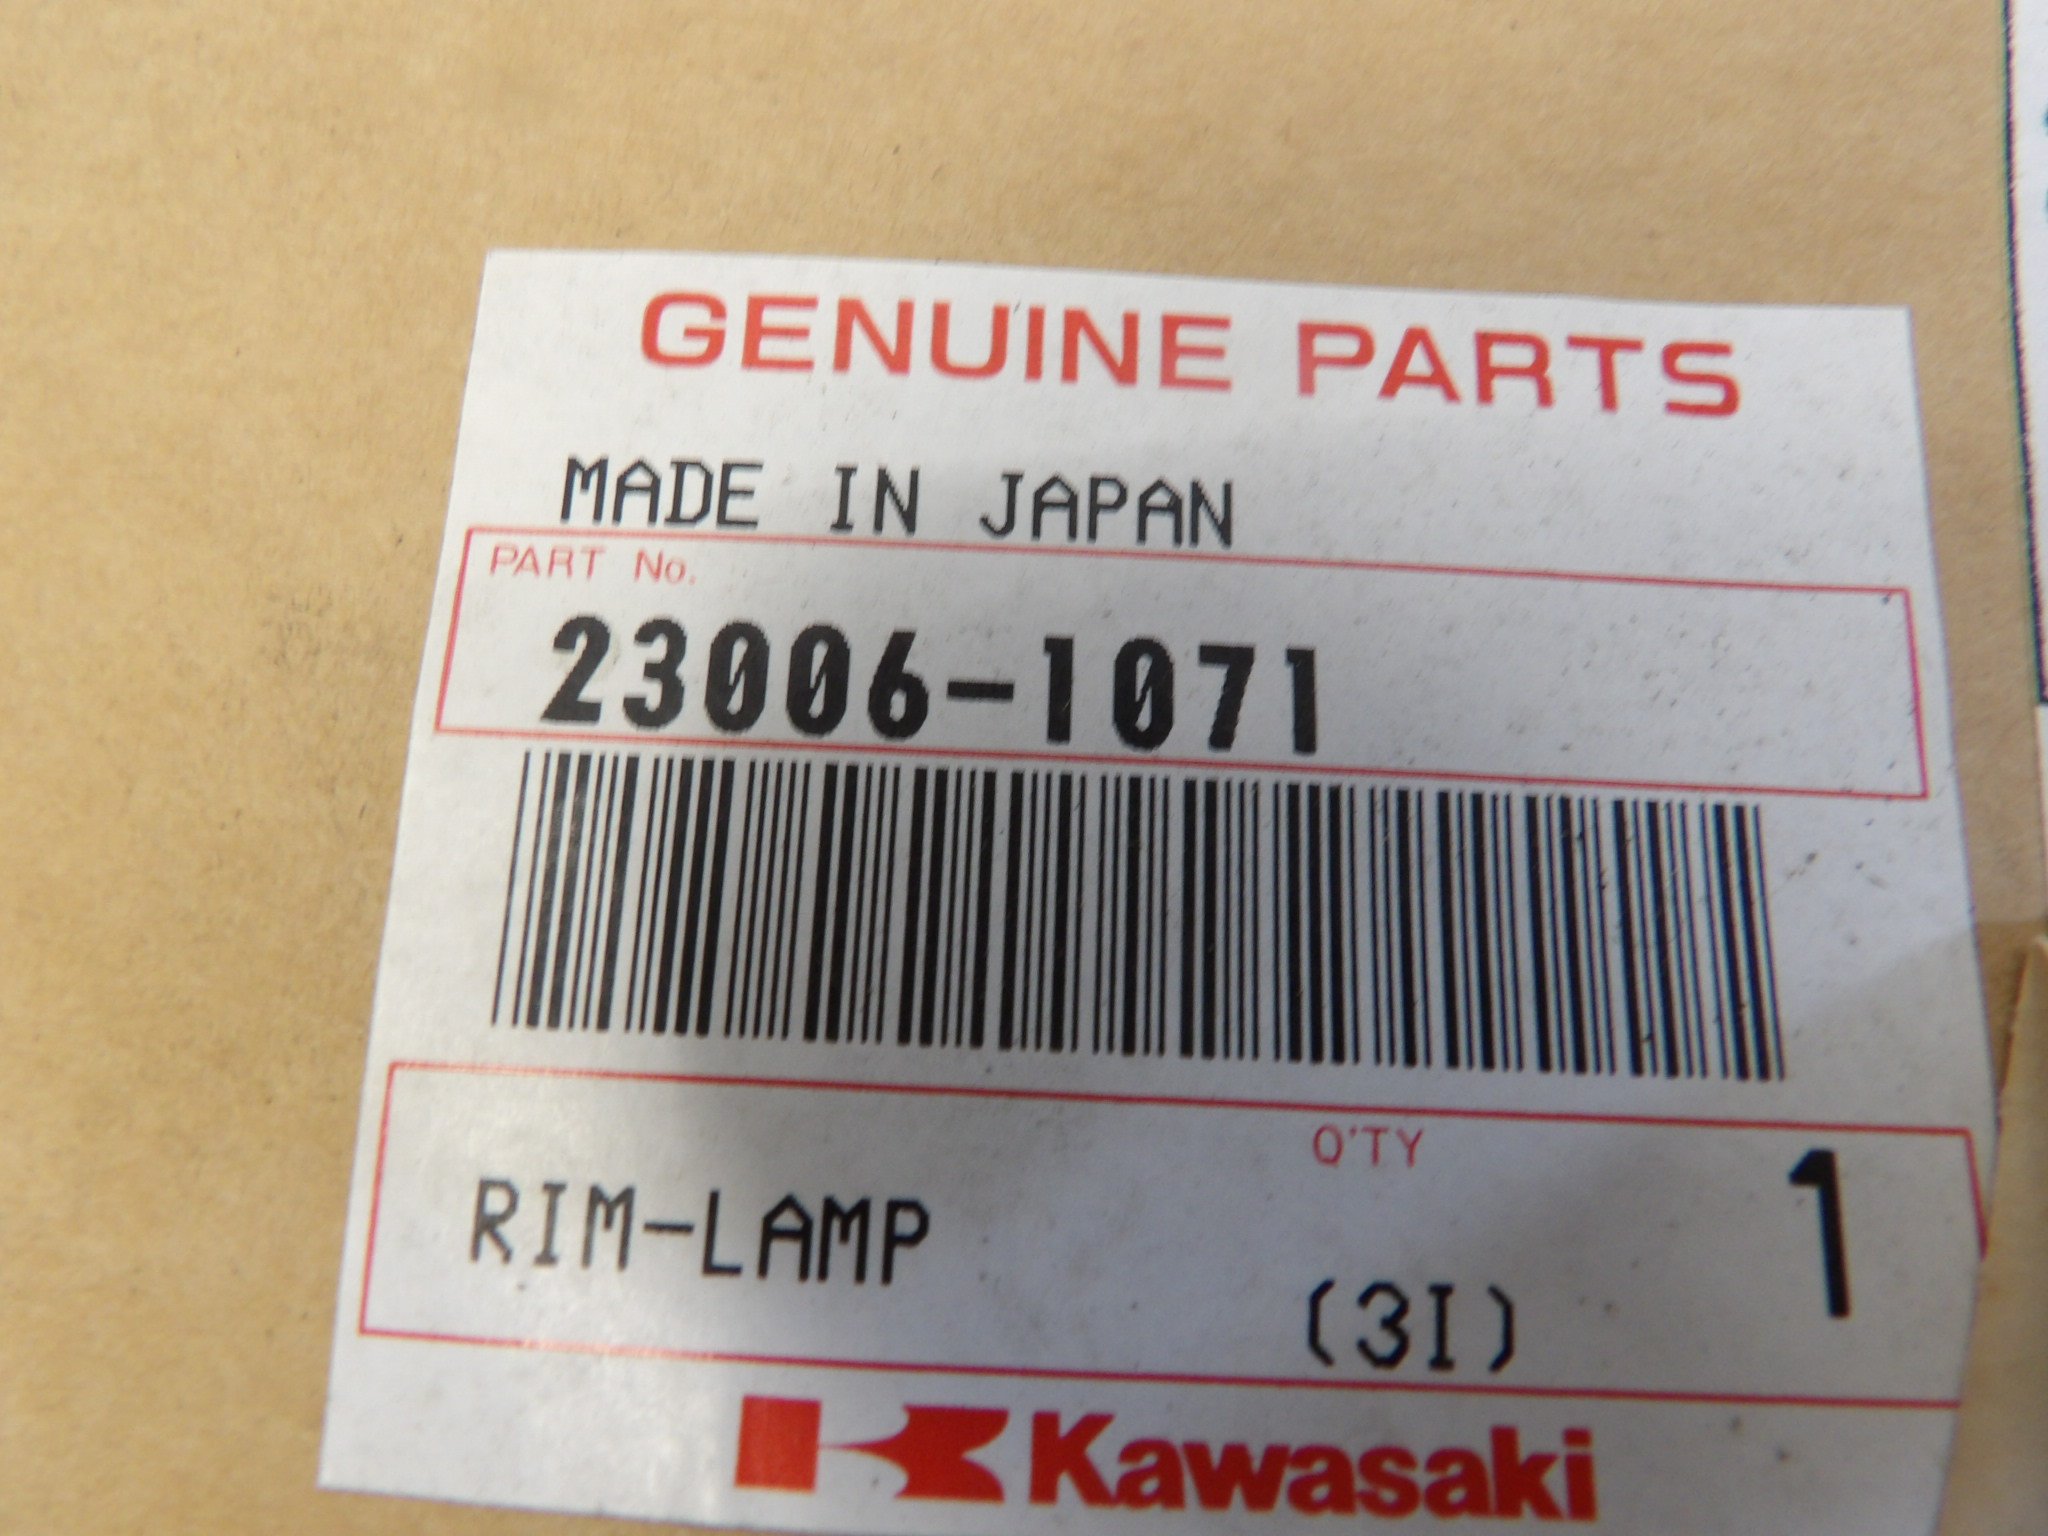 GENUINE PARTS
MADE IN JAPAN
PART No.
23006-1071
Q'TY
1
RIM-LAMP
(3I)
Kawasaki